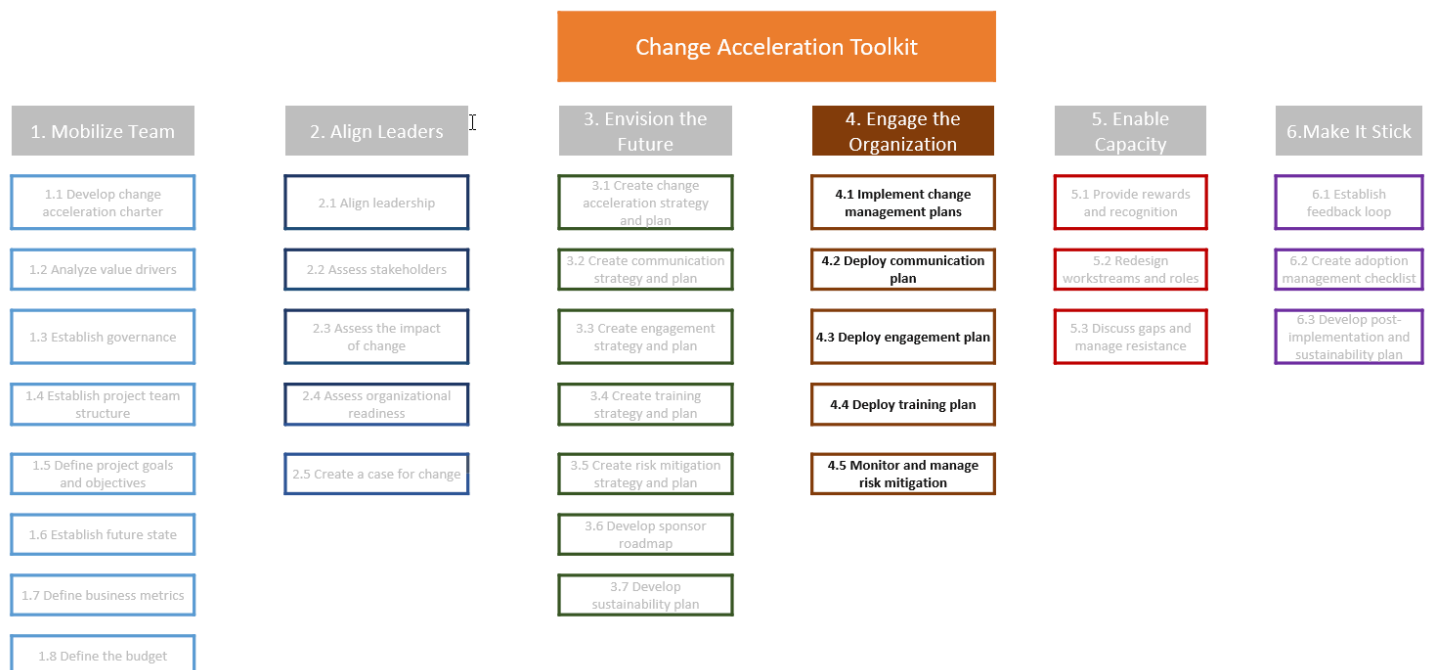 Change Acceleration Toolkit
1. Mobilize Team
1.1 Develop change
acceleration charter
1.2 Analyze value drivers
1.3 Establish governance
1.4 Establish project team
structure
1.5 Define project goals
and objectives
1.6 Establish future state
1.7 Define business metrics
1.8 Define the budget
2. Align Leaders
2.1 Align leadership
2.2 Assess stakeholders
2.3 Assess the impact
of change
2.4 Assess organizational
readiness
2.5 Create a case for change
3. Envision the
Future
3.1 Create change
acceleration strategy
and plan
3.2 Create communication
strategy and plan
3.3 Create engagement
strategy and plan
3.4 Create training
strategy and plan
3.5 Create risk mitigation
strategy and plan
3.6 Develop sponsor
roadmap
3.7 Develop
sustainability plan
4. Engage the
Organization
4.1 Implement change
management plans
4.2 Deploy communication
plan
4.3 Deploy engagement plan
4.4 Deploy training plan
4.5 Monitor and manage
risk mitigation
5. Enable
Capacity
5.1 Provide rewards
and recognition
5.2 Redesign
workstreams and roles
5.3 Discuss gaps and
manage resistance
6.Make It Stick
6.1 Establish
feedback loop
6.2 Create adoption
management checklist
6.3 Develop post-
implementation and
sustainability plan